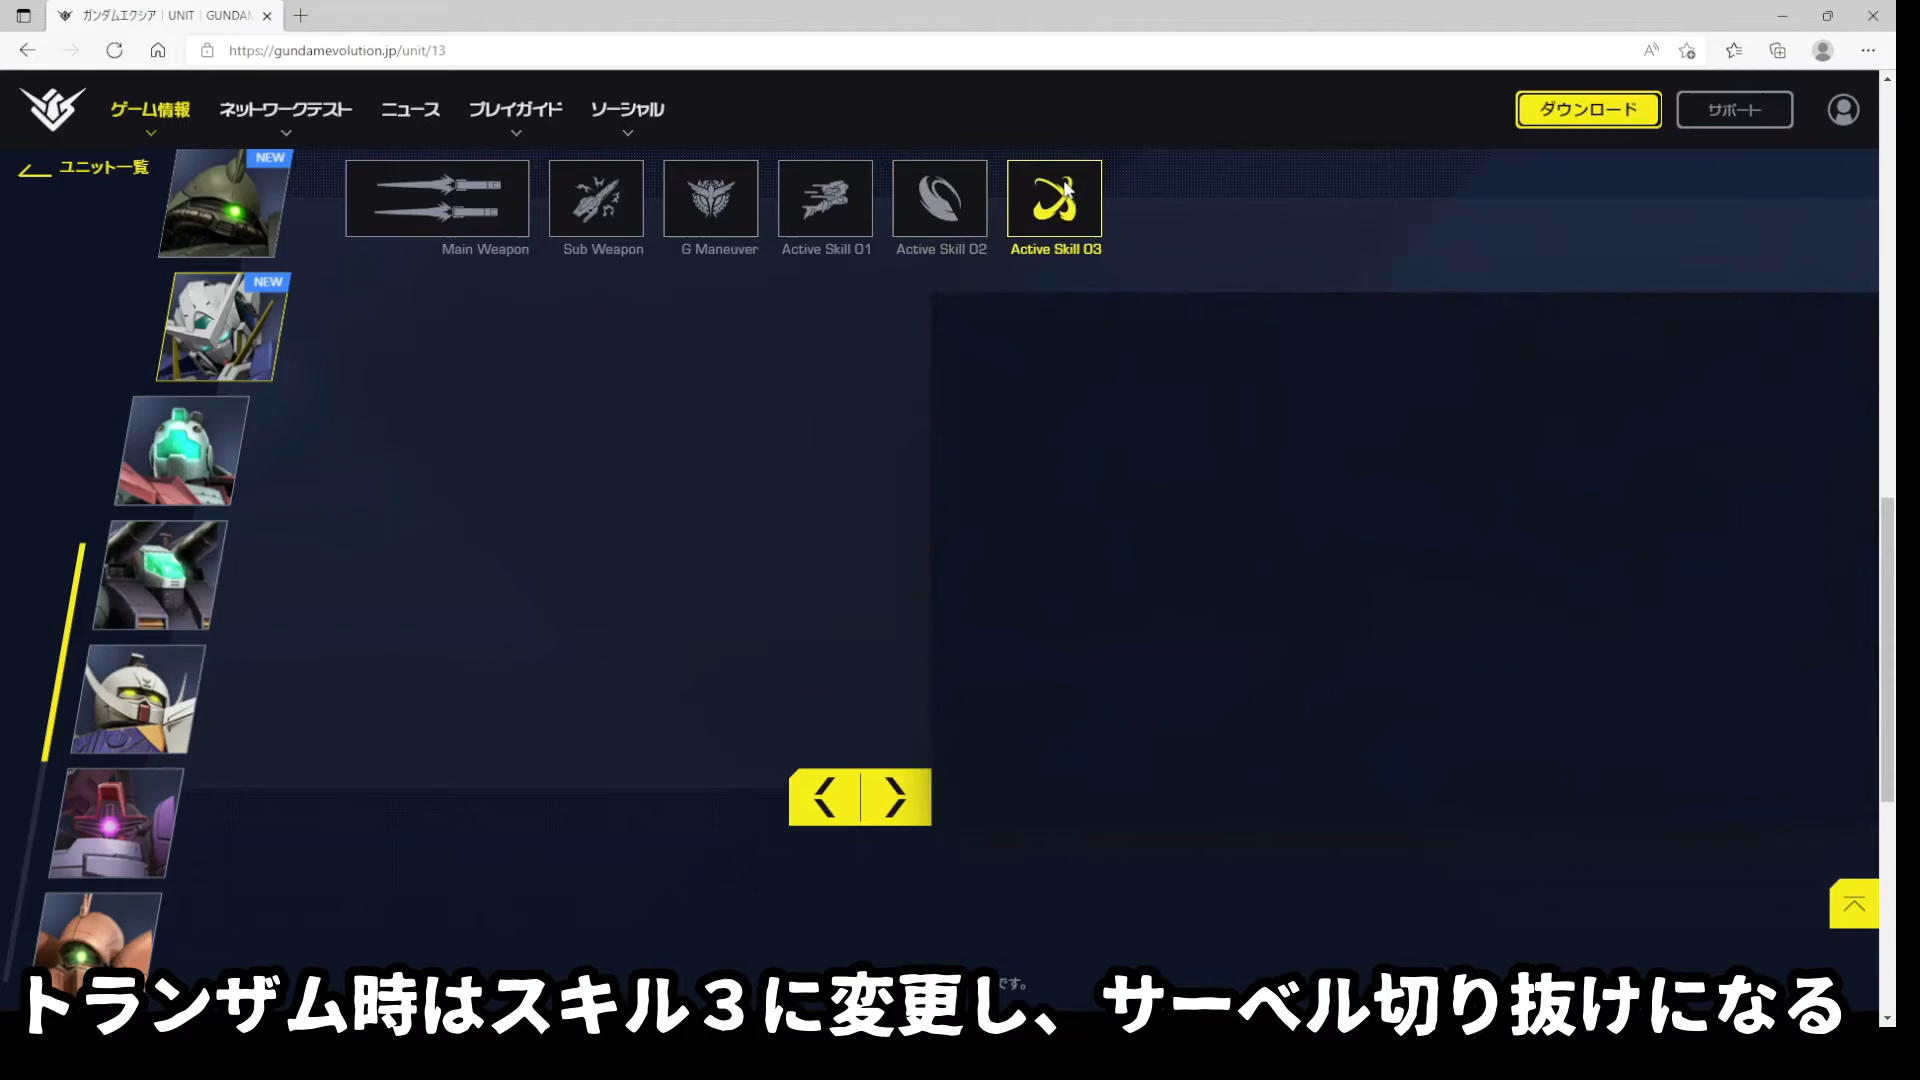 ガンダムエクシア | UNIT | GUNDA
https://gundamevolution.jp/unit/13
ゲーム情報
ネットワークテスト
ニュース
プレイガイド
ソーシャル
ダウンロード
サポート
ユニット一覧
NEW
NEW
Main Weapon
Sub Weapon
G Maneuver
Active Skill 01
Active Skill 02
Active Skill 03
です。
トランザム時はスキル3に変更し、サーベル切り抜けになる